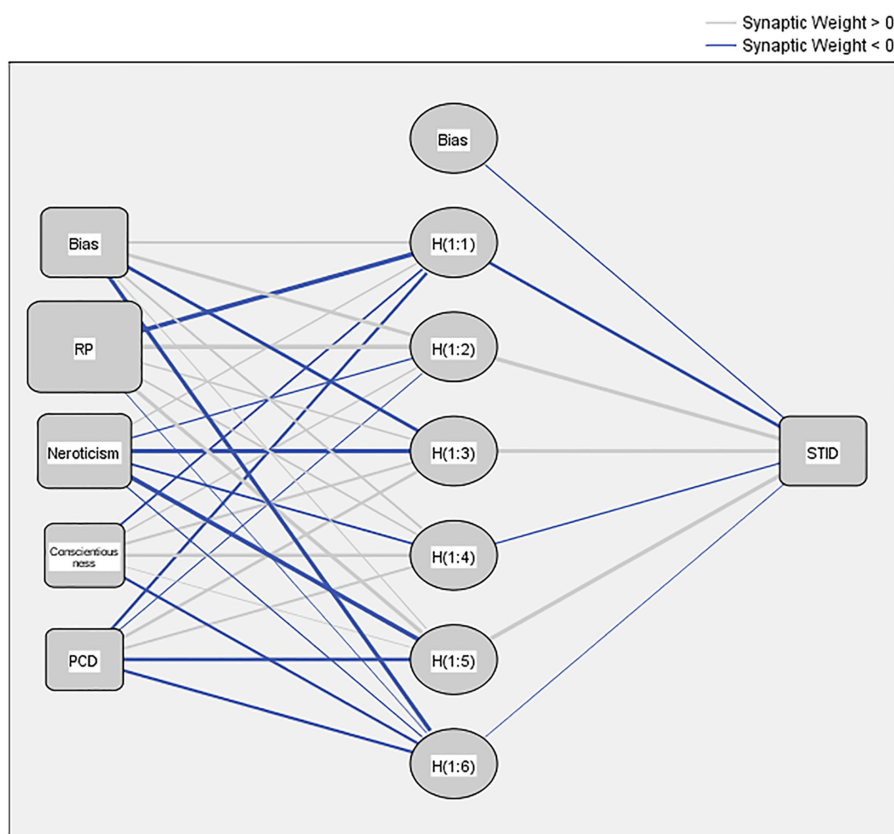 Synaptic Weight > 0
Synaptic Weight < 0
Bias
Bias
H(1:1)
RP
H(1:2)
Neroticism
H(1:3)
STID
Conscientious
ness
H(1:4)
PCD
H(1:5)
H(1:6)